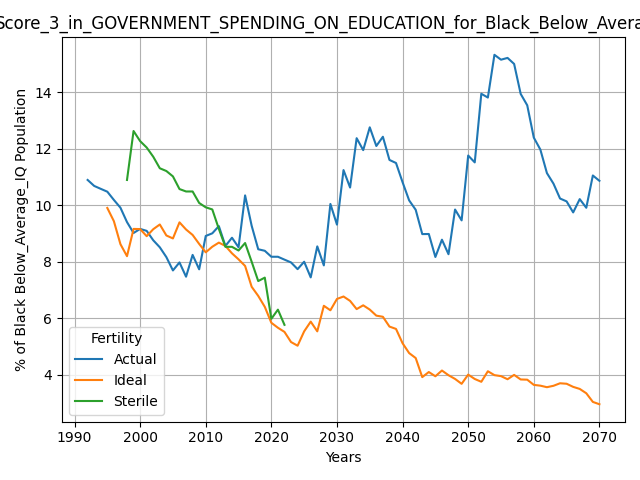 Score_3_in_GOVERNMENT_SPENDING_ON_EDUCATION_for_Black_Below_Avera
% of Black Below_Average_IQ Population
14
12
10
8
6
4
Fertility
Actual
Ideal
Sterile
1990 2000 2010 2020 2030 2040 2050 2060 2070
Years